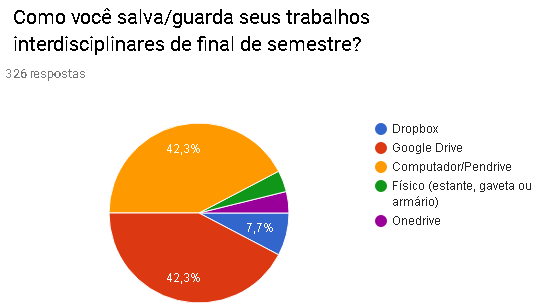 Como você salva/guarda seus trabalhos
interdisciplinares de final de semestre?
326 respostas
42,3%
7,7%
42,3%
Dropbox
Google Drive
Computador/Pendrive
Físico (estante, gaveta ou
armário)
Onedrive